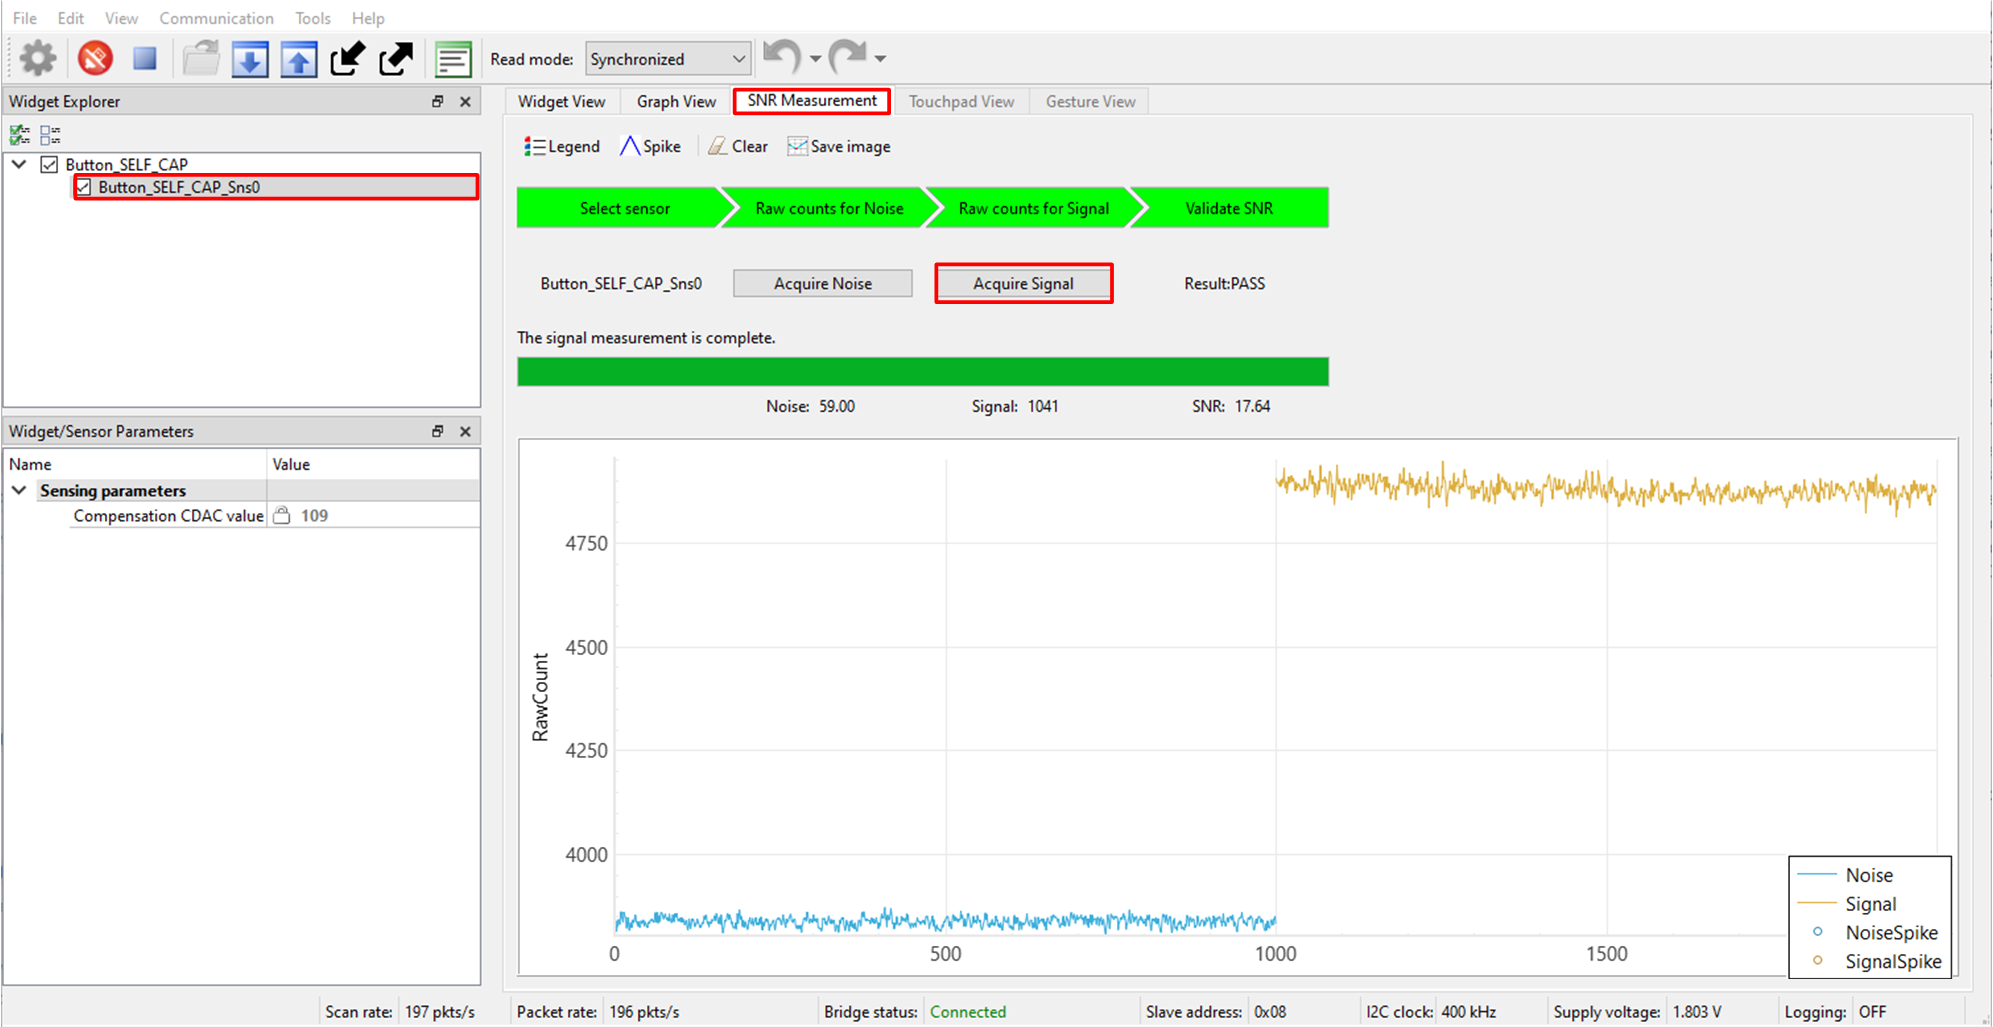 File Edit View Communication Tools Help
Read mode: Synchronized
Widget Explorer
Button_SELF_CAP
Button_SELF_CAP_Sns0
Widget/Sensor Parameters
Name Value
Sensing parameters
Compensation CDAC value 109
Widget View Graph View SNR Measurement Touchpad View Gesture View
Legend Spike Clear Save image
Select sensor Raw counts for Noise Raw counts for Signal Validate SNR
Button_SELF_CAP_Sns0 Acquire Noise Acquire Signal Result:PASS
The signal measurement is complete.
Noise: 59.00 Signal: 1041 SNR: 17.64
RawCount
4750
4500
4250
4000
0 500 1000 1500
Noise
Signal
NoiseSpike
SignalSpike
Scan rate: 197 pkts/s Packet rate: 196 pkts/s Bridge status: Connected Slave address: 0x08 I2C clock: 400 kHz Supply voltage: 1.803 V Logging: OFF